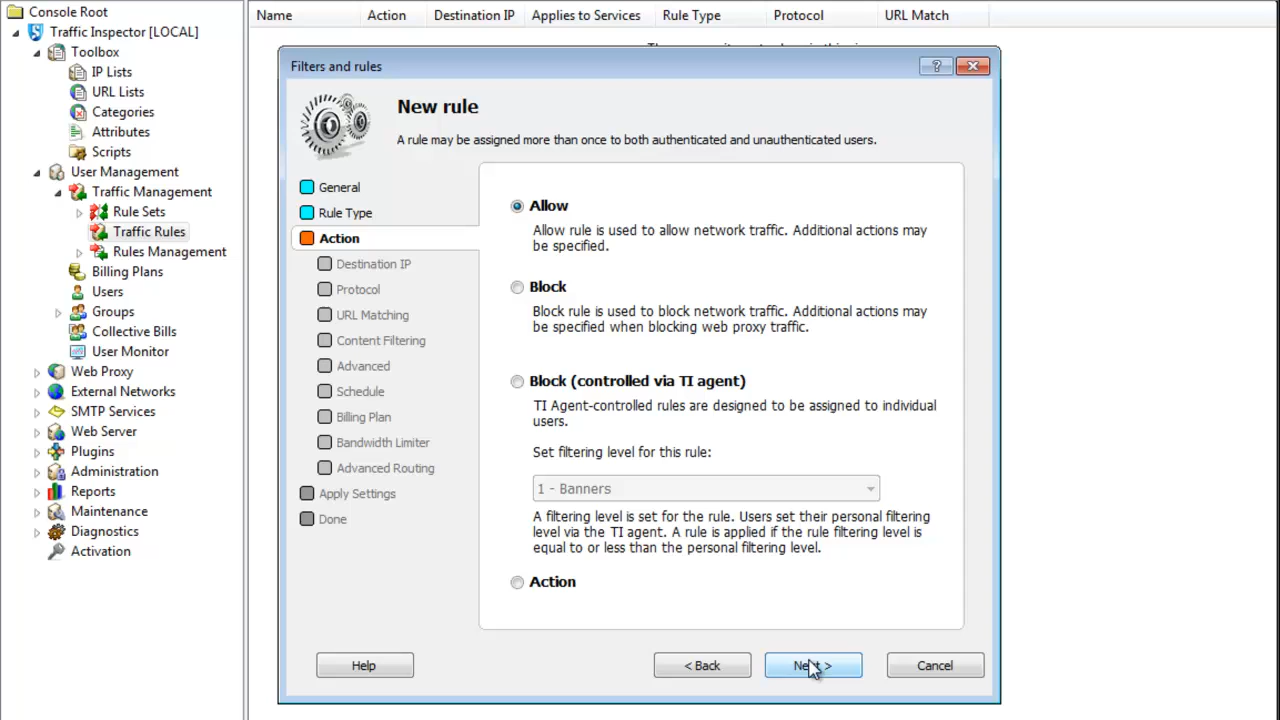 Console Root
Traffic Inspector [LOCAL]
Toolbox
IP Lists
URL Lists
Categories
Attributes
Scripts
User Management
Traffic Management
Rule Sets
Traffic Rules
Rules Management
Billing Plans
Users
Groups
Collective Bills
User Monitor
Web Proxy
External Networks
SMTP Services
Web Server
Plugins
Administration
Reports
Maintenance
Diagnostics
Activation
Name Action Destination IP Applies to Services Rule Type Protocol URL Match
Filters and rules
?
New rule
A rule may be assigned more than once to both authenticated and unauthenticated users.
General
Rule Type
Action
Destination IP
Protocol
URL Matching
Content Filtering
Advanced
Schedule
Billing Plan
Bandwidth Limiter
Advanced Routing
Apply Settings
Done
Allow
Allow rule is used to allow network traffic. Additional actions may
be specified.
Block
Block rule is used to block network traffic. Additional actions may
be specified when blocking web proxy traffic.
Block (controlled via TI agent)
TI Agent-controlled rules are designed to be assigned to individual
users.
Set filtering level for this rule:
1 - Banners
A filtering level is set for the rule. Users set their personal filtering
level via the TI agent. A rule is applied if the rule filtering level is
equal to or less than the personal filtering level.
Action
Help < Back Next > Cancel